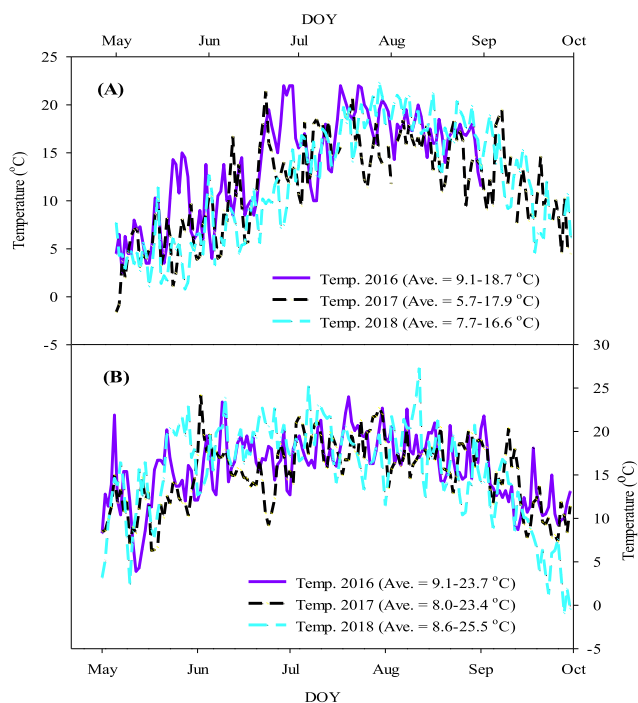 DOY
May Jun Jul Aug Sep Oct
(A)
25
20
15
10
5
0
-5
Temperature (°C)
Temp. 2016 (Ave. = 9.1-18.7 °C)
Temp. 2017 (Ave. = 5.7-17.9 °C)
Temp. 2018 (Ave. = 7.7-16.6 °C)
(B)
30
25
20
15
10
5
0
-5
Temperature (°C)
Temp. 2016 (Ave. = 9.1-23.7 °C)
Temp. 2017 (Ave. = 8.0-23.4 °C)
Temp. 2018 (Ave. = 8.6-25.5 °C)
May Jun Jul Aug Sep Oct
DOY